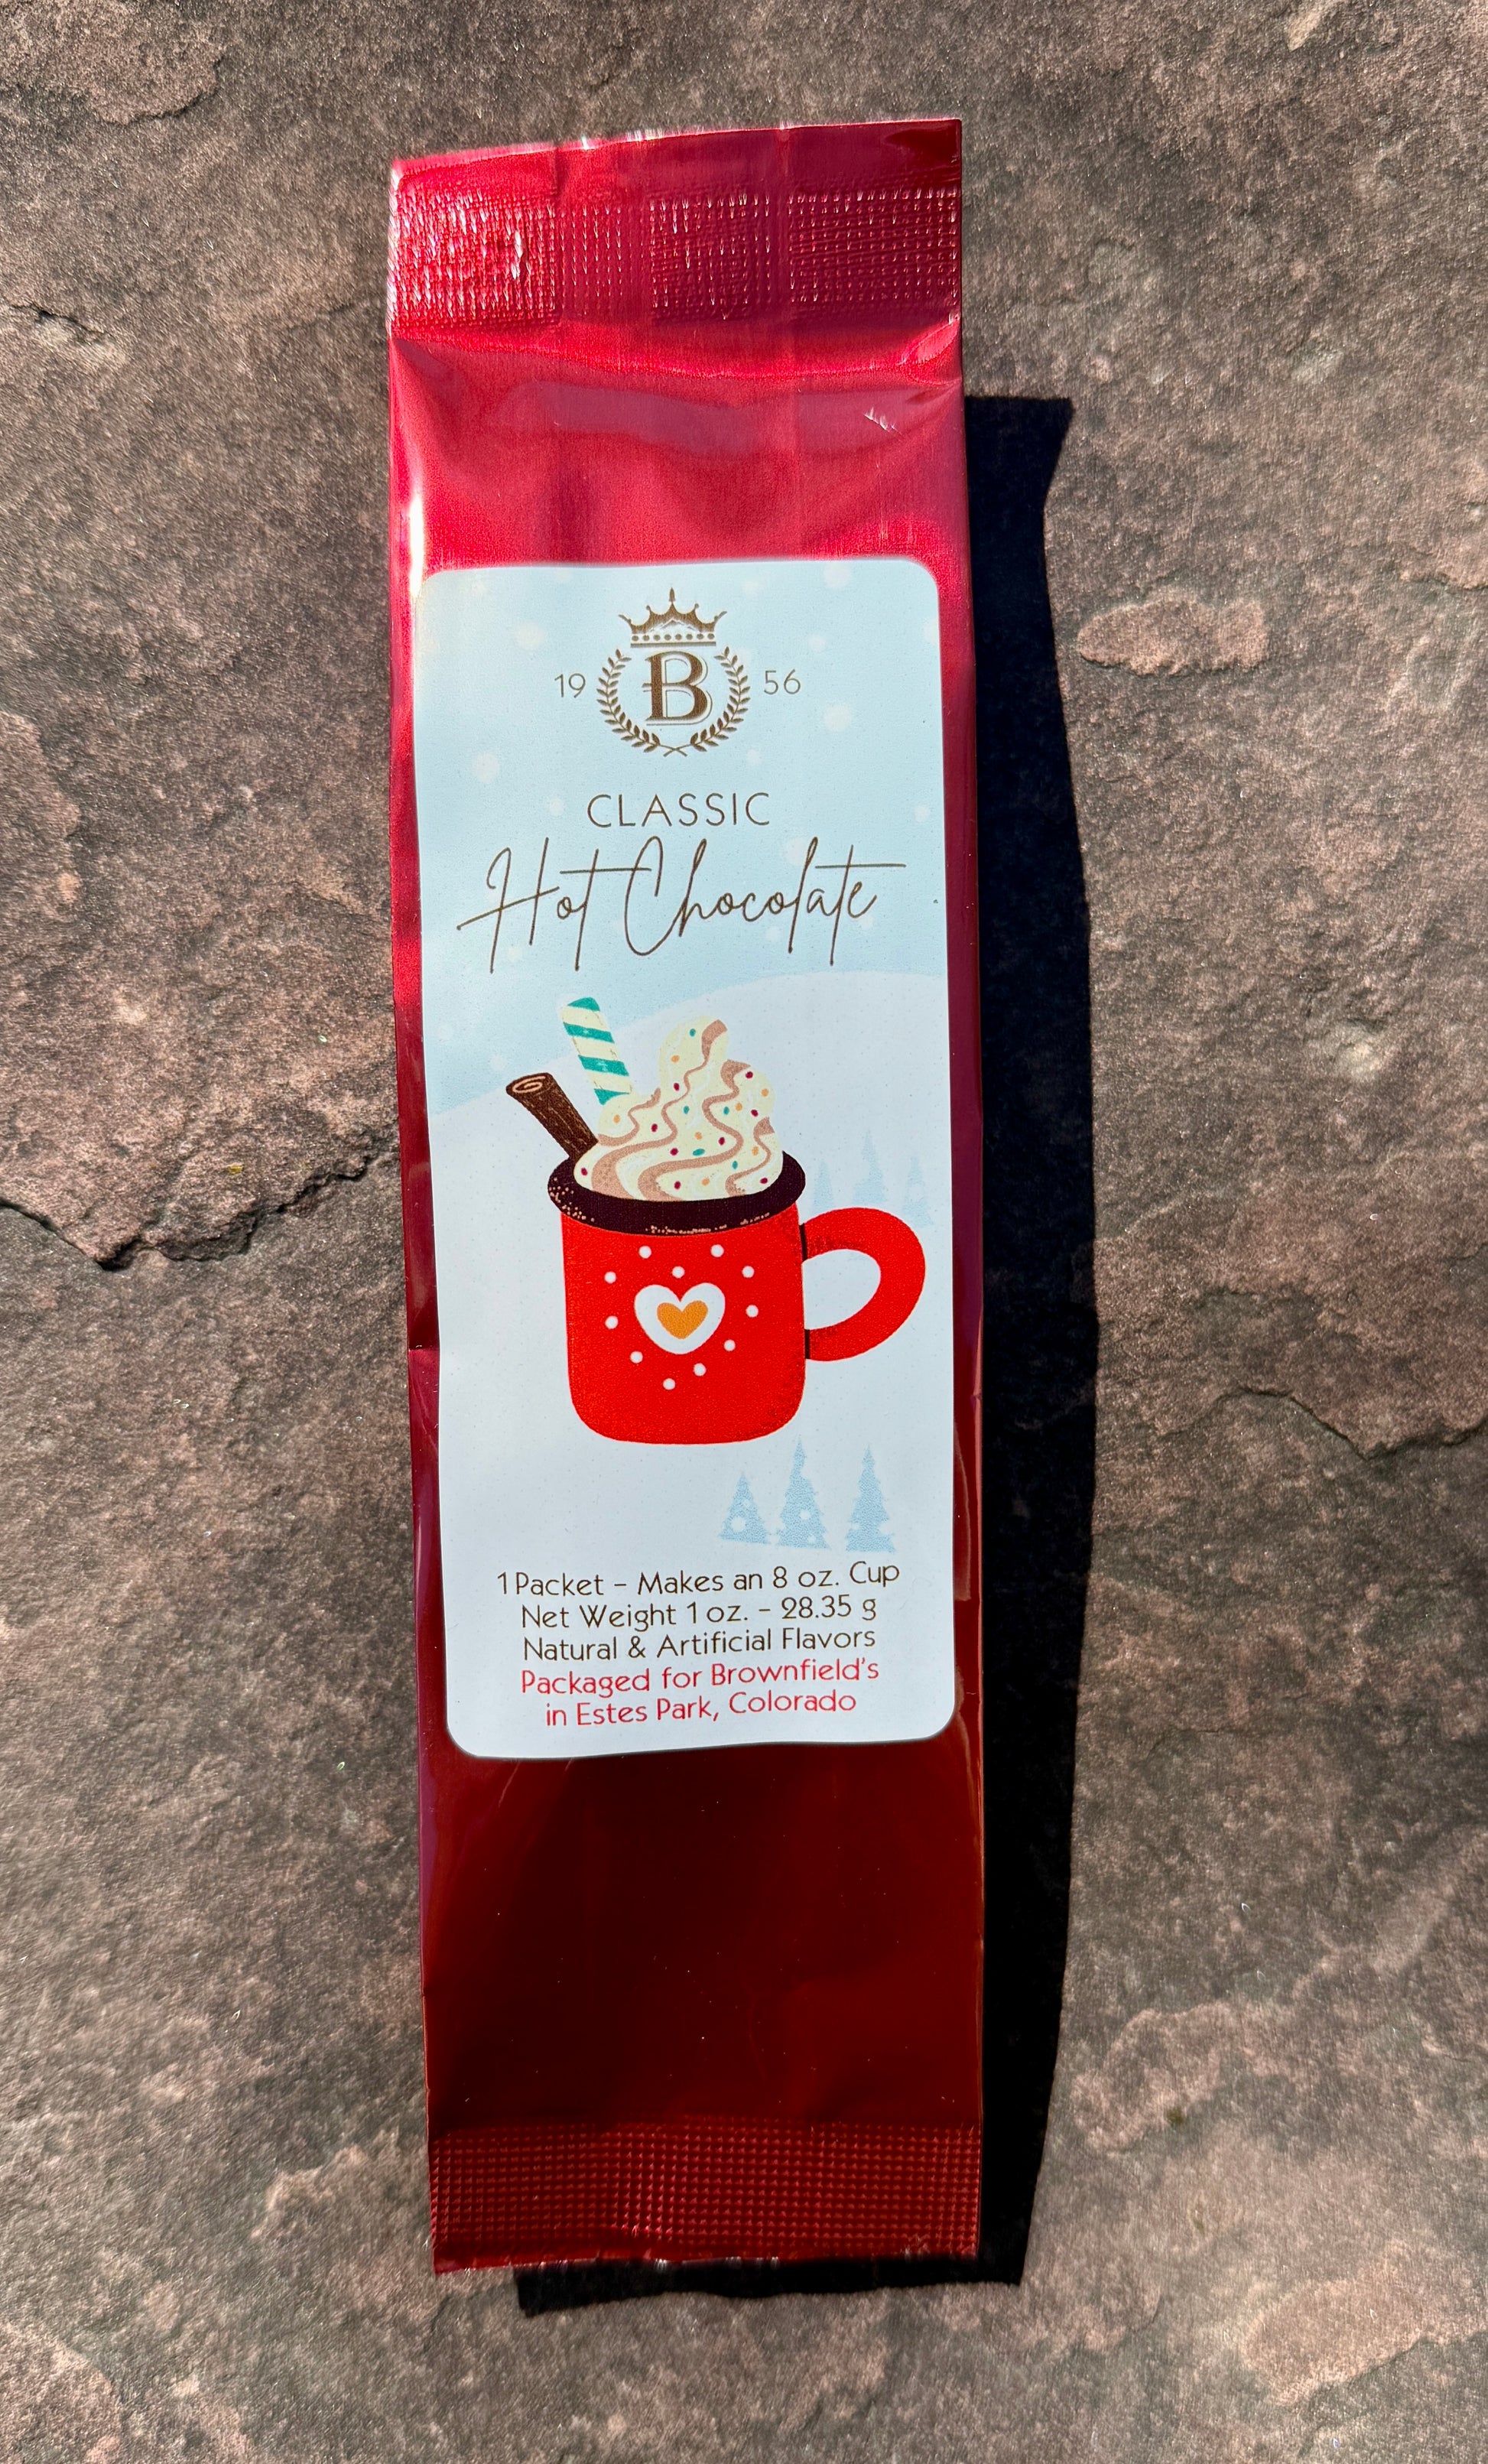 19 B 56
CLASSIC
Hot Chocolate
1 Packet – Makes an 8 oz. Cup
Net Weight 1 oz. – 28.35 g
Natural & Artificial Flavors
Packaged for Brownfield's
in Estes Park, Colorado